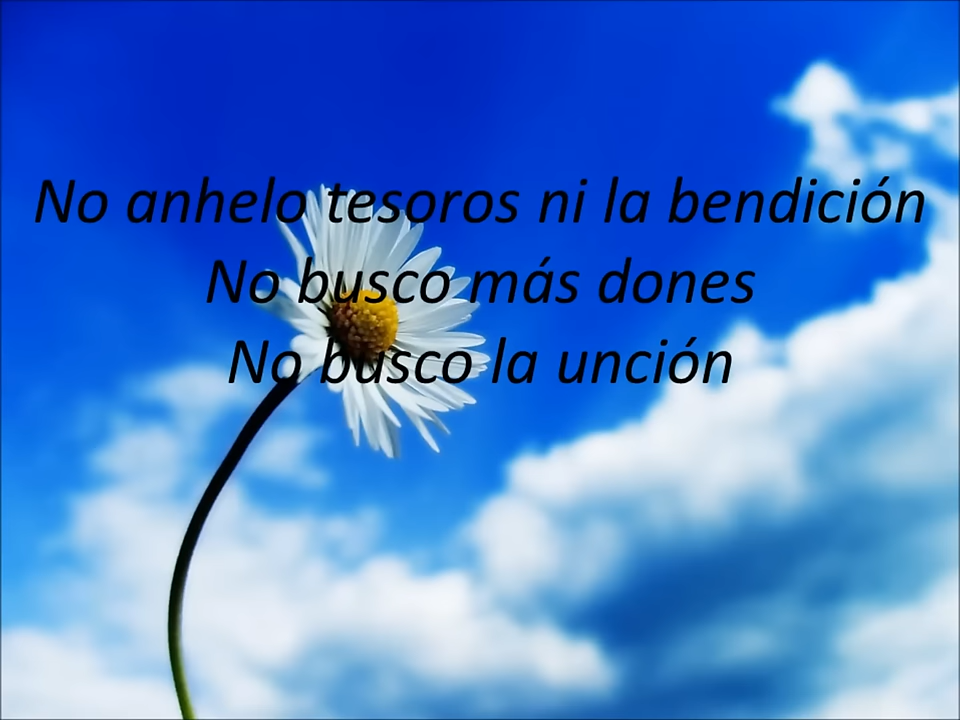 No anhelo tesoros ni la bendición
No busco más dones
No busco la unción